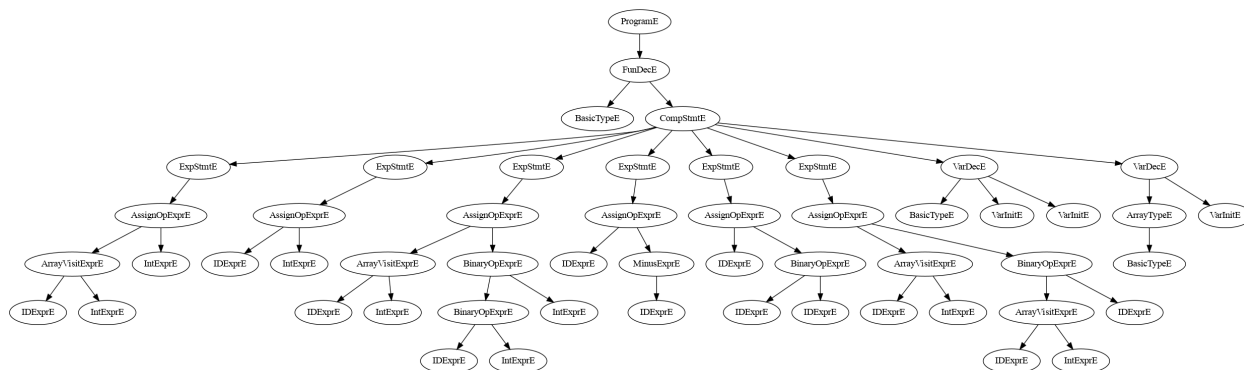 ProgramE
FunDecE
BasicTypeE CompStmtE
ExpStmtE ExpStmtE ExpStmtE ExpStmtE ExpStmtE ExpStmtE VarDecE VarDecE
AssignOpExprE AssignOpExprE AssignOpExprE AssignOpExprE AssignOpExprE AssignOpExprE BasicTypeE VarInitE VarInitE ArrayTypeE VarInitE
ArrayVisitExprE IntExprE IDExprE IntExprE ArrayVisitExprE BinaryOpExprE IDExprE MinusExprE IDExprE BinaryOpExprE ArrayVisitExprE BinaryOpExprE BasicTypeE
IDExprE IntExprE IDExprE IntExprE BinaryOpExprE IntExprE IDExprE IDExprE IDExprE IDExprE IntExprE ArrayVisitExprE IDExprE
IDExprE IntExprE IDExprE IntExprE